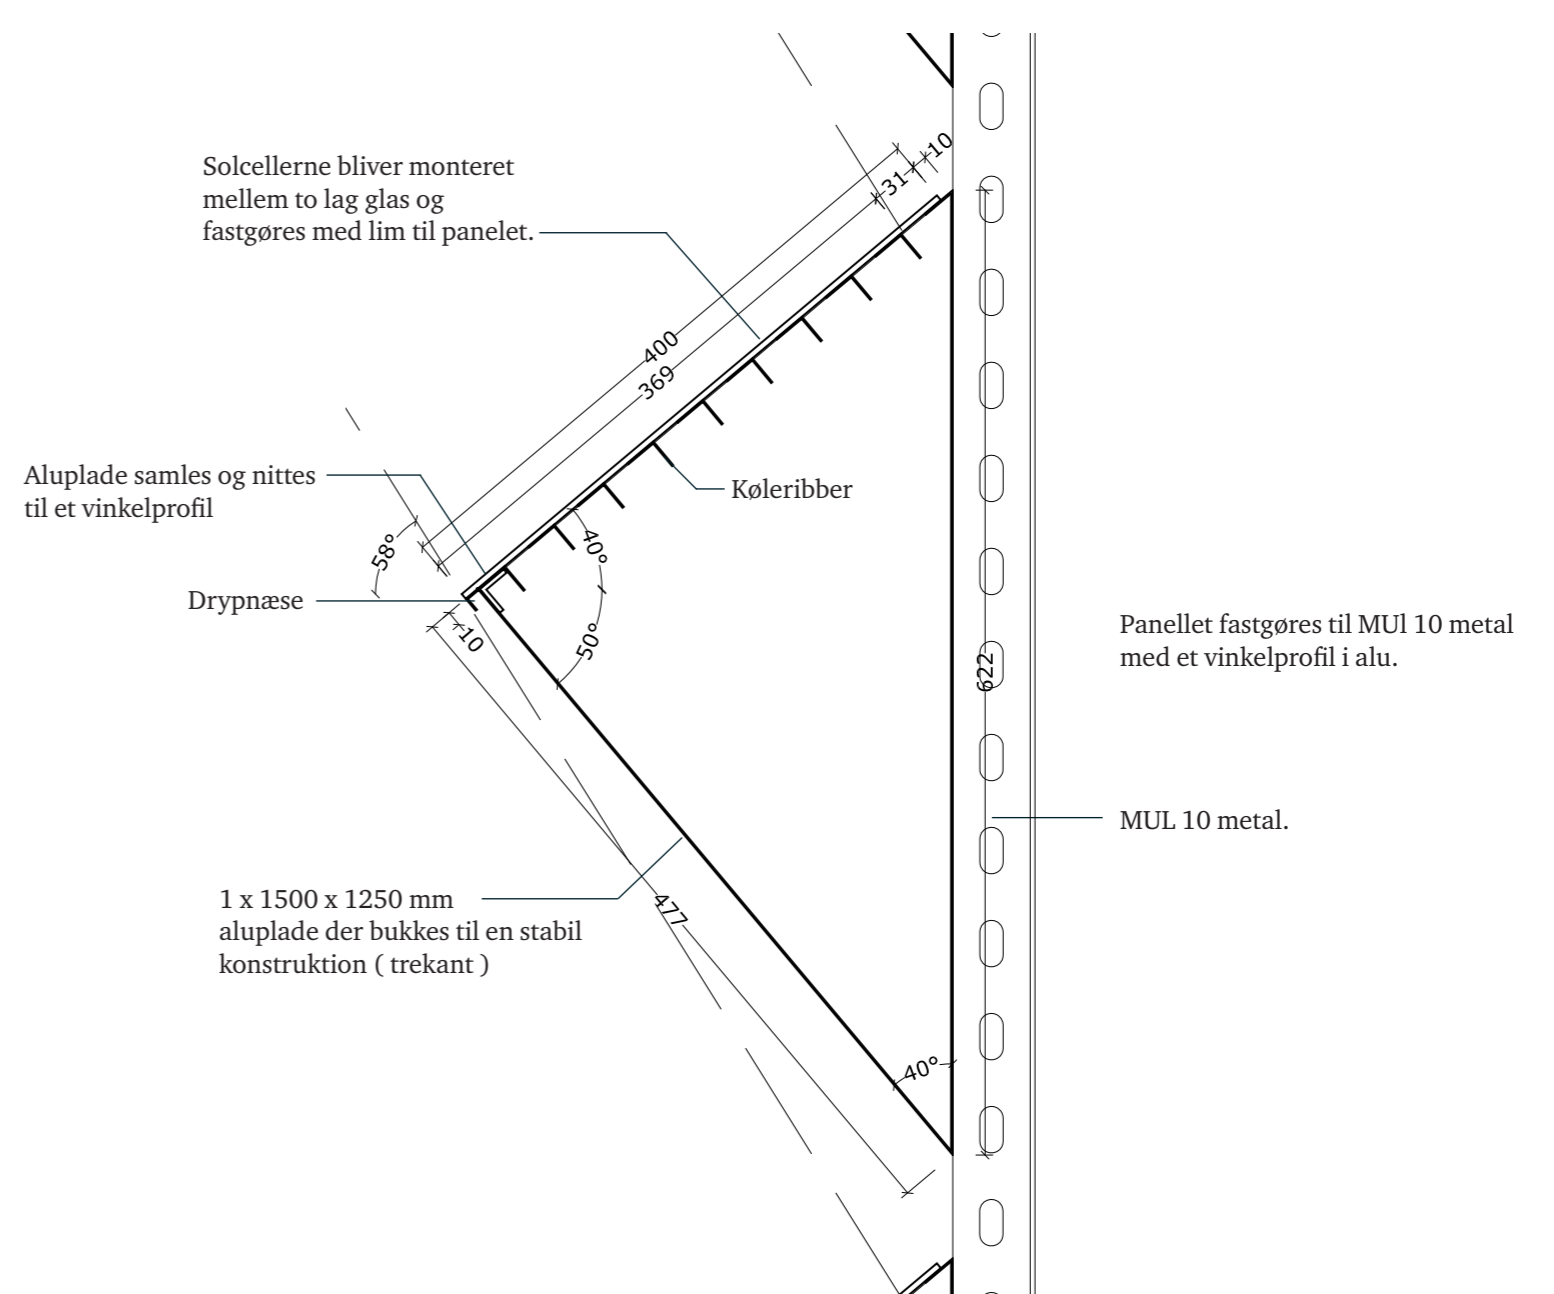 10
31
Solcellerne bliver monteret
mellem to lag glas og
fastgøres med lim til panelet.
400
369
Aluplade samles og nittes
til et vinkelprofil
Køleribber
58°
40°
Drypnæse
10
50°
622
Panellet fastgøres til MUl 10 metal
med et vinkelprofil i alu.
MUL 10 metal.
1 x 1500 x 1250 mm
aluplade der bukkes til en stabil
konstruktion ( trekant )
477
40°